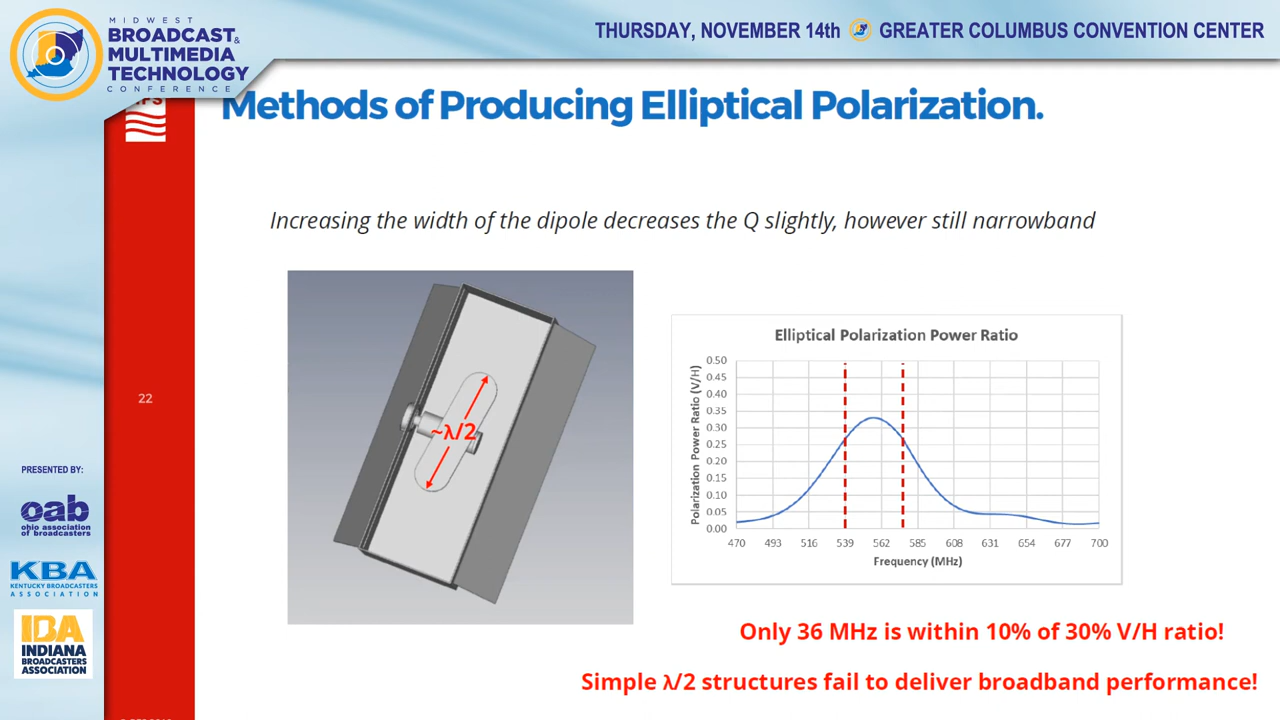 MIDWEST
BROADCAST &
MULTIMEDIA
TECHNOLOGY
CONFERENCE
THURSDAY, NOVEMBER 14th GREATER COLUMBUS CONVENTION CENTER
Methods of Producing Elliptical Polarization.
Increasing the width of the dipole decreases the Q slightly, however still narrowband
~λ/2
Elliptical Polarization Power Ratio
Polarization Power Ratio (V/H)
0.50
0.45
0.40
0.35
0.30
0.25
0.20
0.15
0.10
0.05
0.00
470 493 516 539 562 585 608 631 654 677 700
Frequency (MHz)
22
Only 36 MHz is within 10% of 30% V/H ratio!
Simple λ/2 structures fail to deliver broadband performance!
PRESENTED BY:
oab
ohio association
of broadcasters
KBA
KENTUCKY BROADCASTERS
ASSOCIATION
IBA
INDIANA
BROADCASTERS
ASSOCIATION